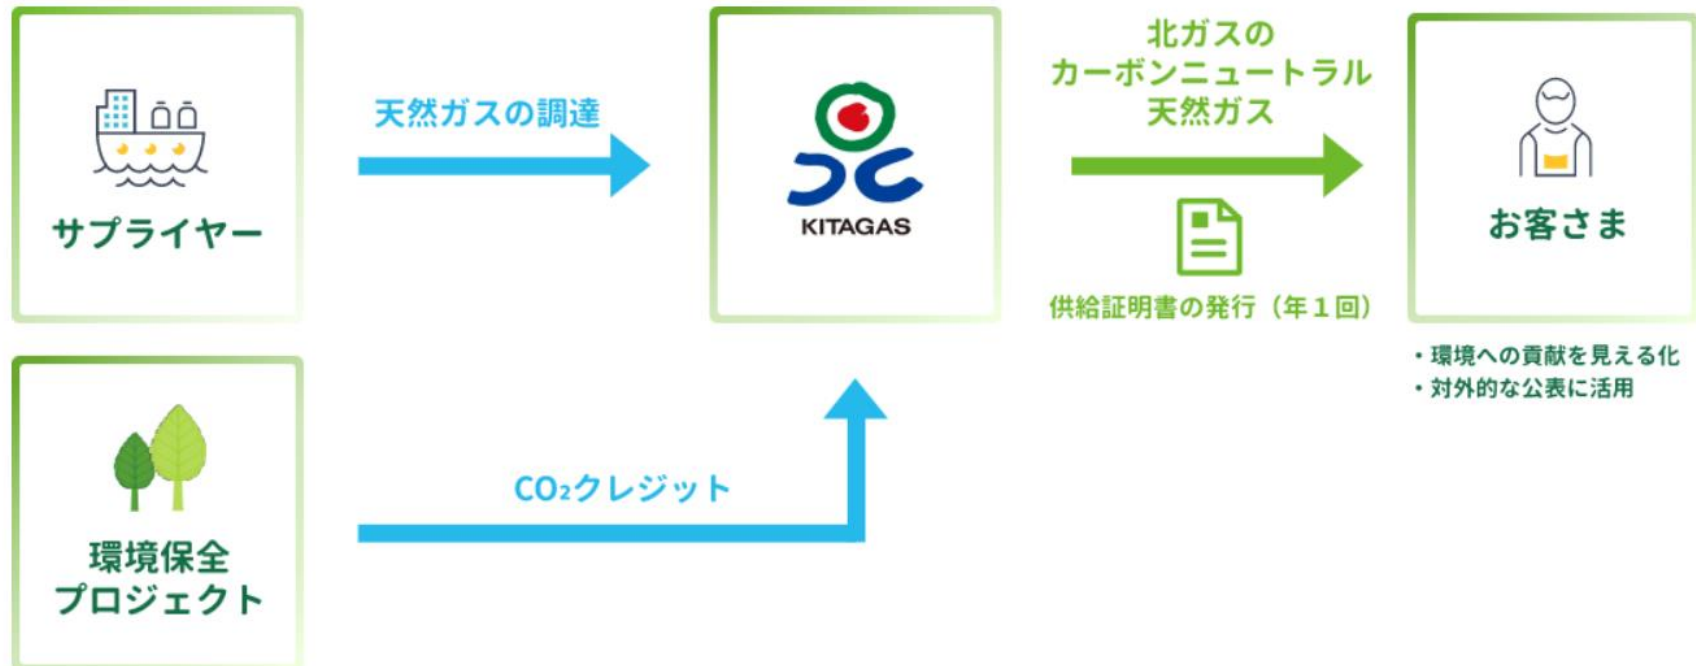 サプライヤー
天然ガスの調達
KITAGAS
北ガスの
カーボンニュートラル
天然ガス
供給証明書の発行（年１回）
お客さま
・環境への貢献を見える化
・対外的な公表に活用
環境保全
プロジェクト
CO₂クレジット